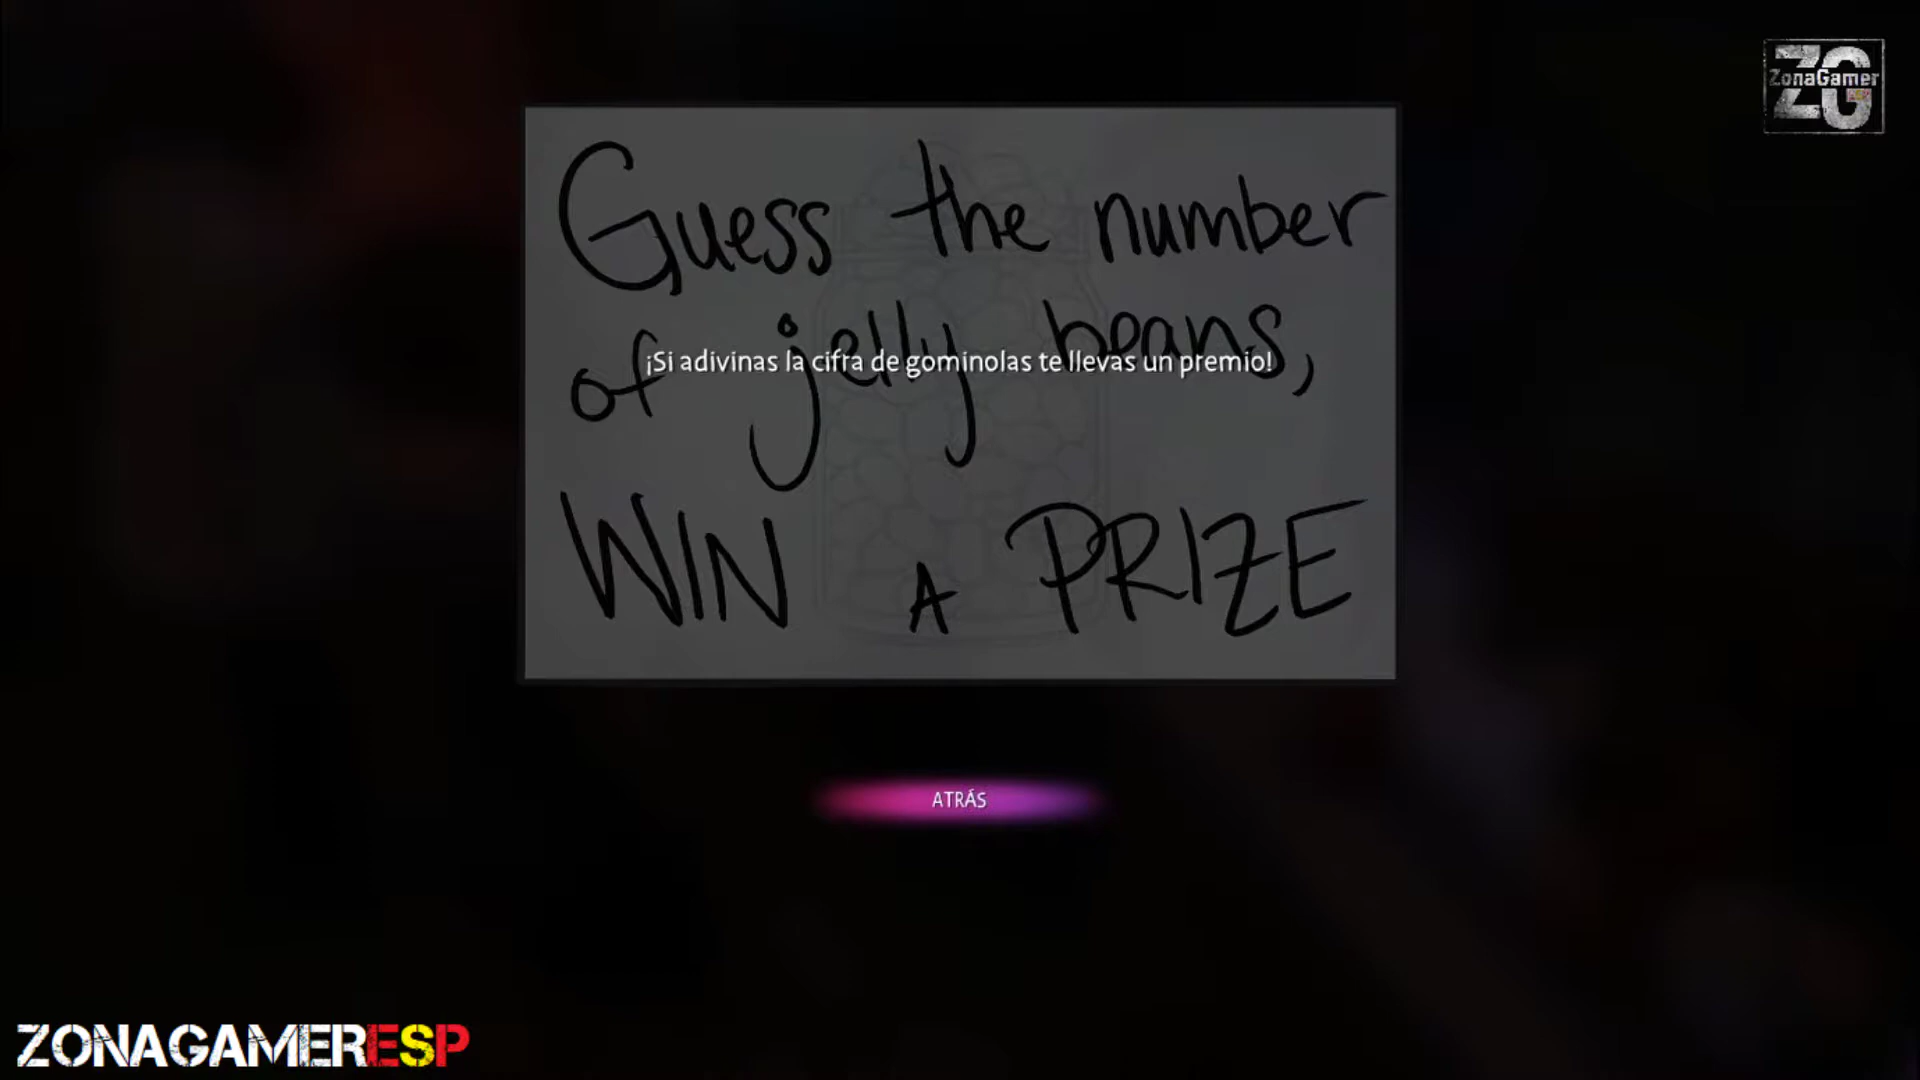 ZG
ZonaGamer
Guess the number
of jelly beans,
¡Si adivinas la cifra de gominolas te llevas un premio!
WIN A PRIZE
ATRÁS
ZONAGAMERESP